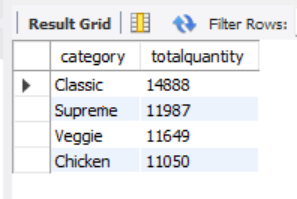 Result Grid Filter Rows:
category totalquantity
Classic 14888
Supreme 11987
Veggie 11649
Chicken 11050